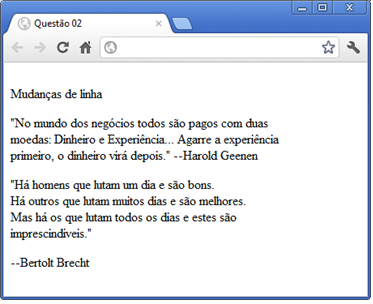 Questão 02
Mudanças de linha
"No mundo dos negócios todos são pagos com duas
moedas: Dinheiro e Experiência... Agarre a experiência
primeiro, o dinheiro virá depois." --Harold Geenen
"Há homens que lutam um dia e são bons.
Há outros que lutam muitos dias e são melhores.
Mas há os que lutam todos os dias e estes são
imprescindíveis."
--Bertolt Brecht